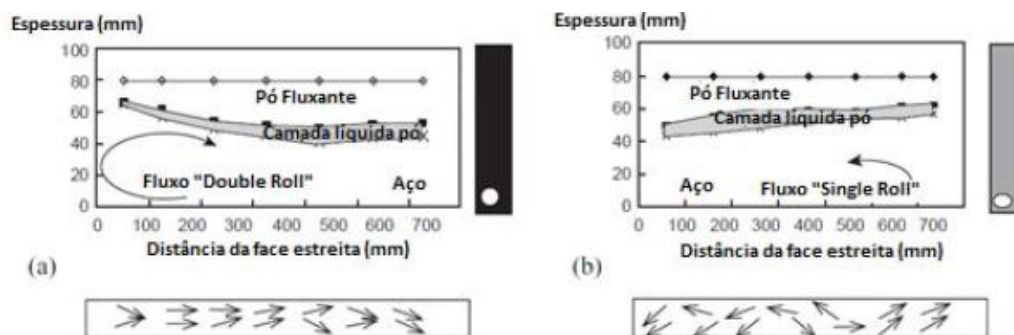 Espessura (mm)
100
80
60
40
20
0
Pó Fluxante
Camada liquida pó
Fluxo "Double Roll"
Aço
0 100 200 300 400 500 600 700
Distância da face estreita (mm)
(a)
Espessura (mm)
100
80
60
40
20
0
Pó Fluxante
Camada líquida pó
Aço
Fluxo "Single Roll"
0 100 200 300 400 500 600 700
Distância da face estreita (mm)
(b)